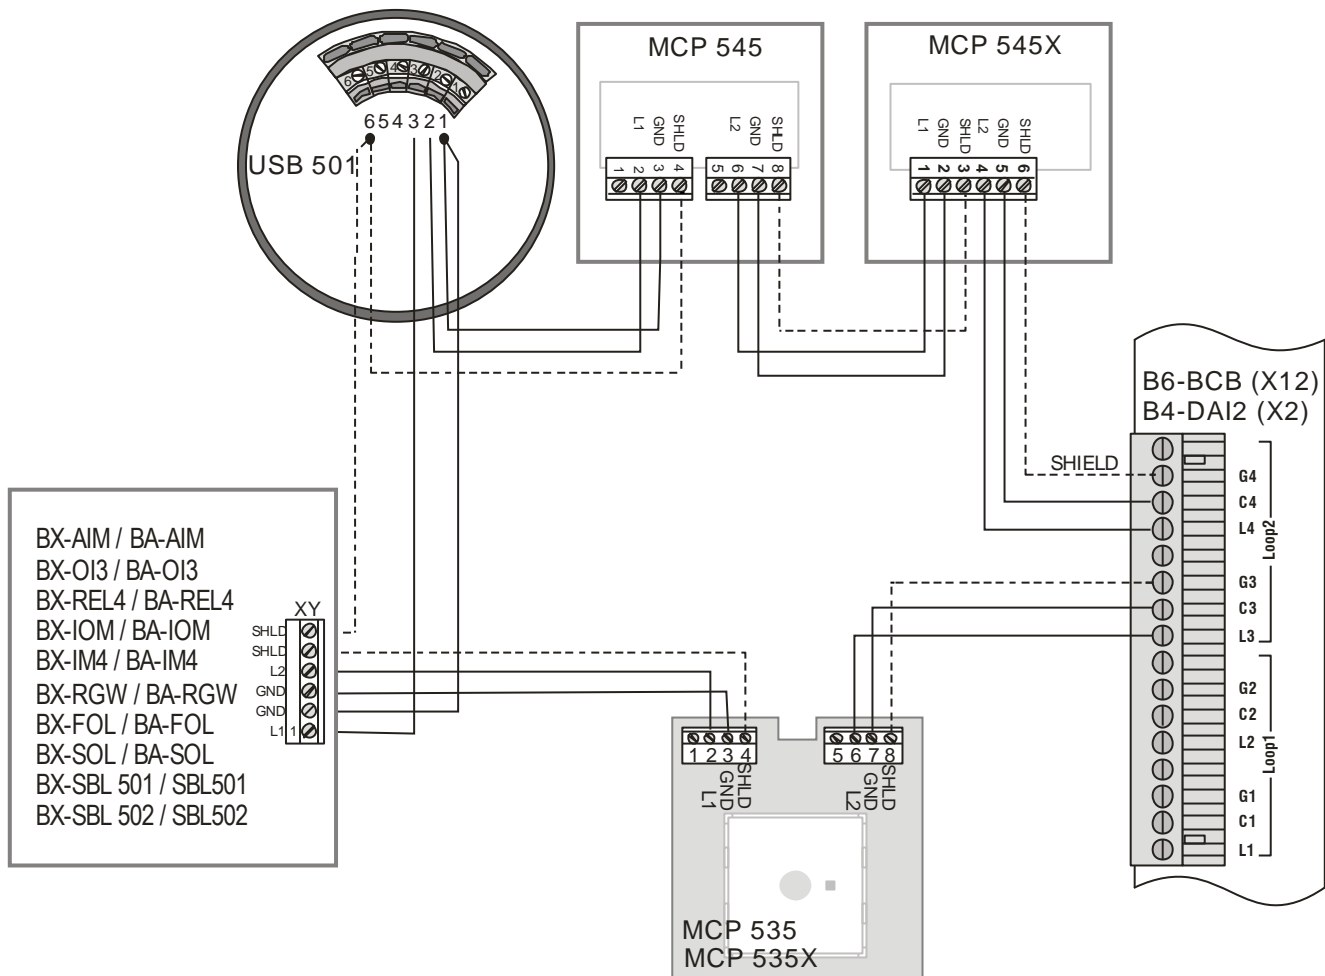 MCP 545
MCP 545X
6 5 4 3 2 1
6 5 4 3 2 1
USB 501
L1 GND SHLD
L2 GND SHLD
1 2 3 4
5 6 7 8
L1 GND SHLD L2 GND SHLD
1 2 3 4 5 6
B6-BCB (X12)
B4-DAI2 (X2)
SHIELD
G4
C4
L4
Loop2
G3
C3
L3
G2
C2
L2
Loop1
G1
C1
L1
BX-AIM / BA-AIM
BX-OI3 / BA-OI3
BX-REL4 / BA-REL4
BX-IOM / BA-IOM
BX-IM4 / BA-IM4
BX-RGW / BA-RGW
BX-FOL / BA-FOL
BX-SOL / BA-SOL
BX-SBL 501 / SBL501
BX-SBL 502 / SBL502
XY
SHLD
SHLD
L2
GND
GND
L1 1
1 2 3 4
L1 GND SHLD
5 6 7 8
L2 GND SHLD
MCP 535
MCP 535X